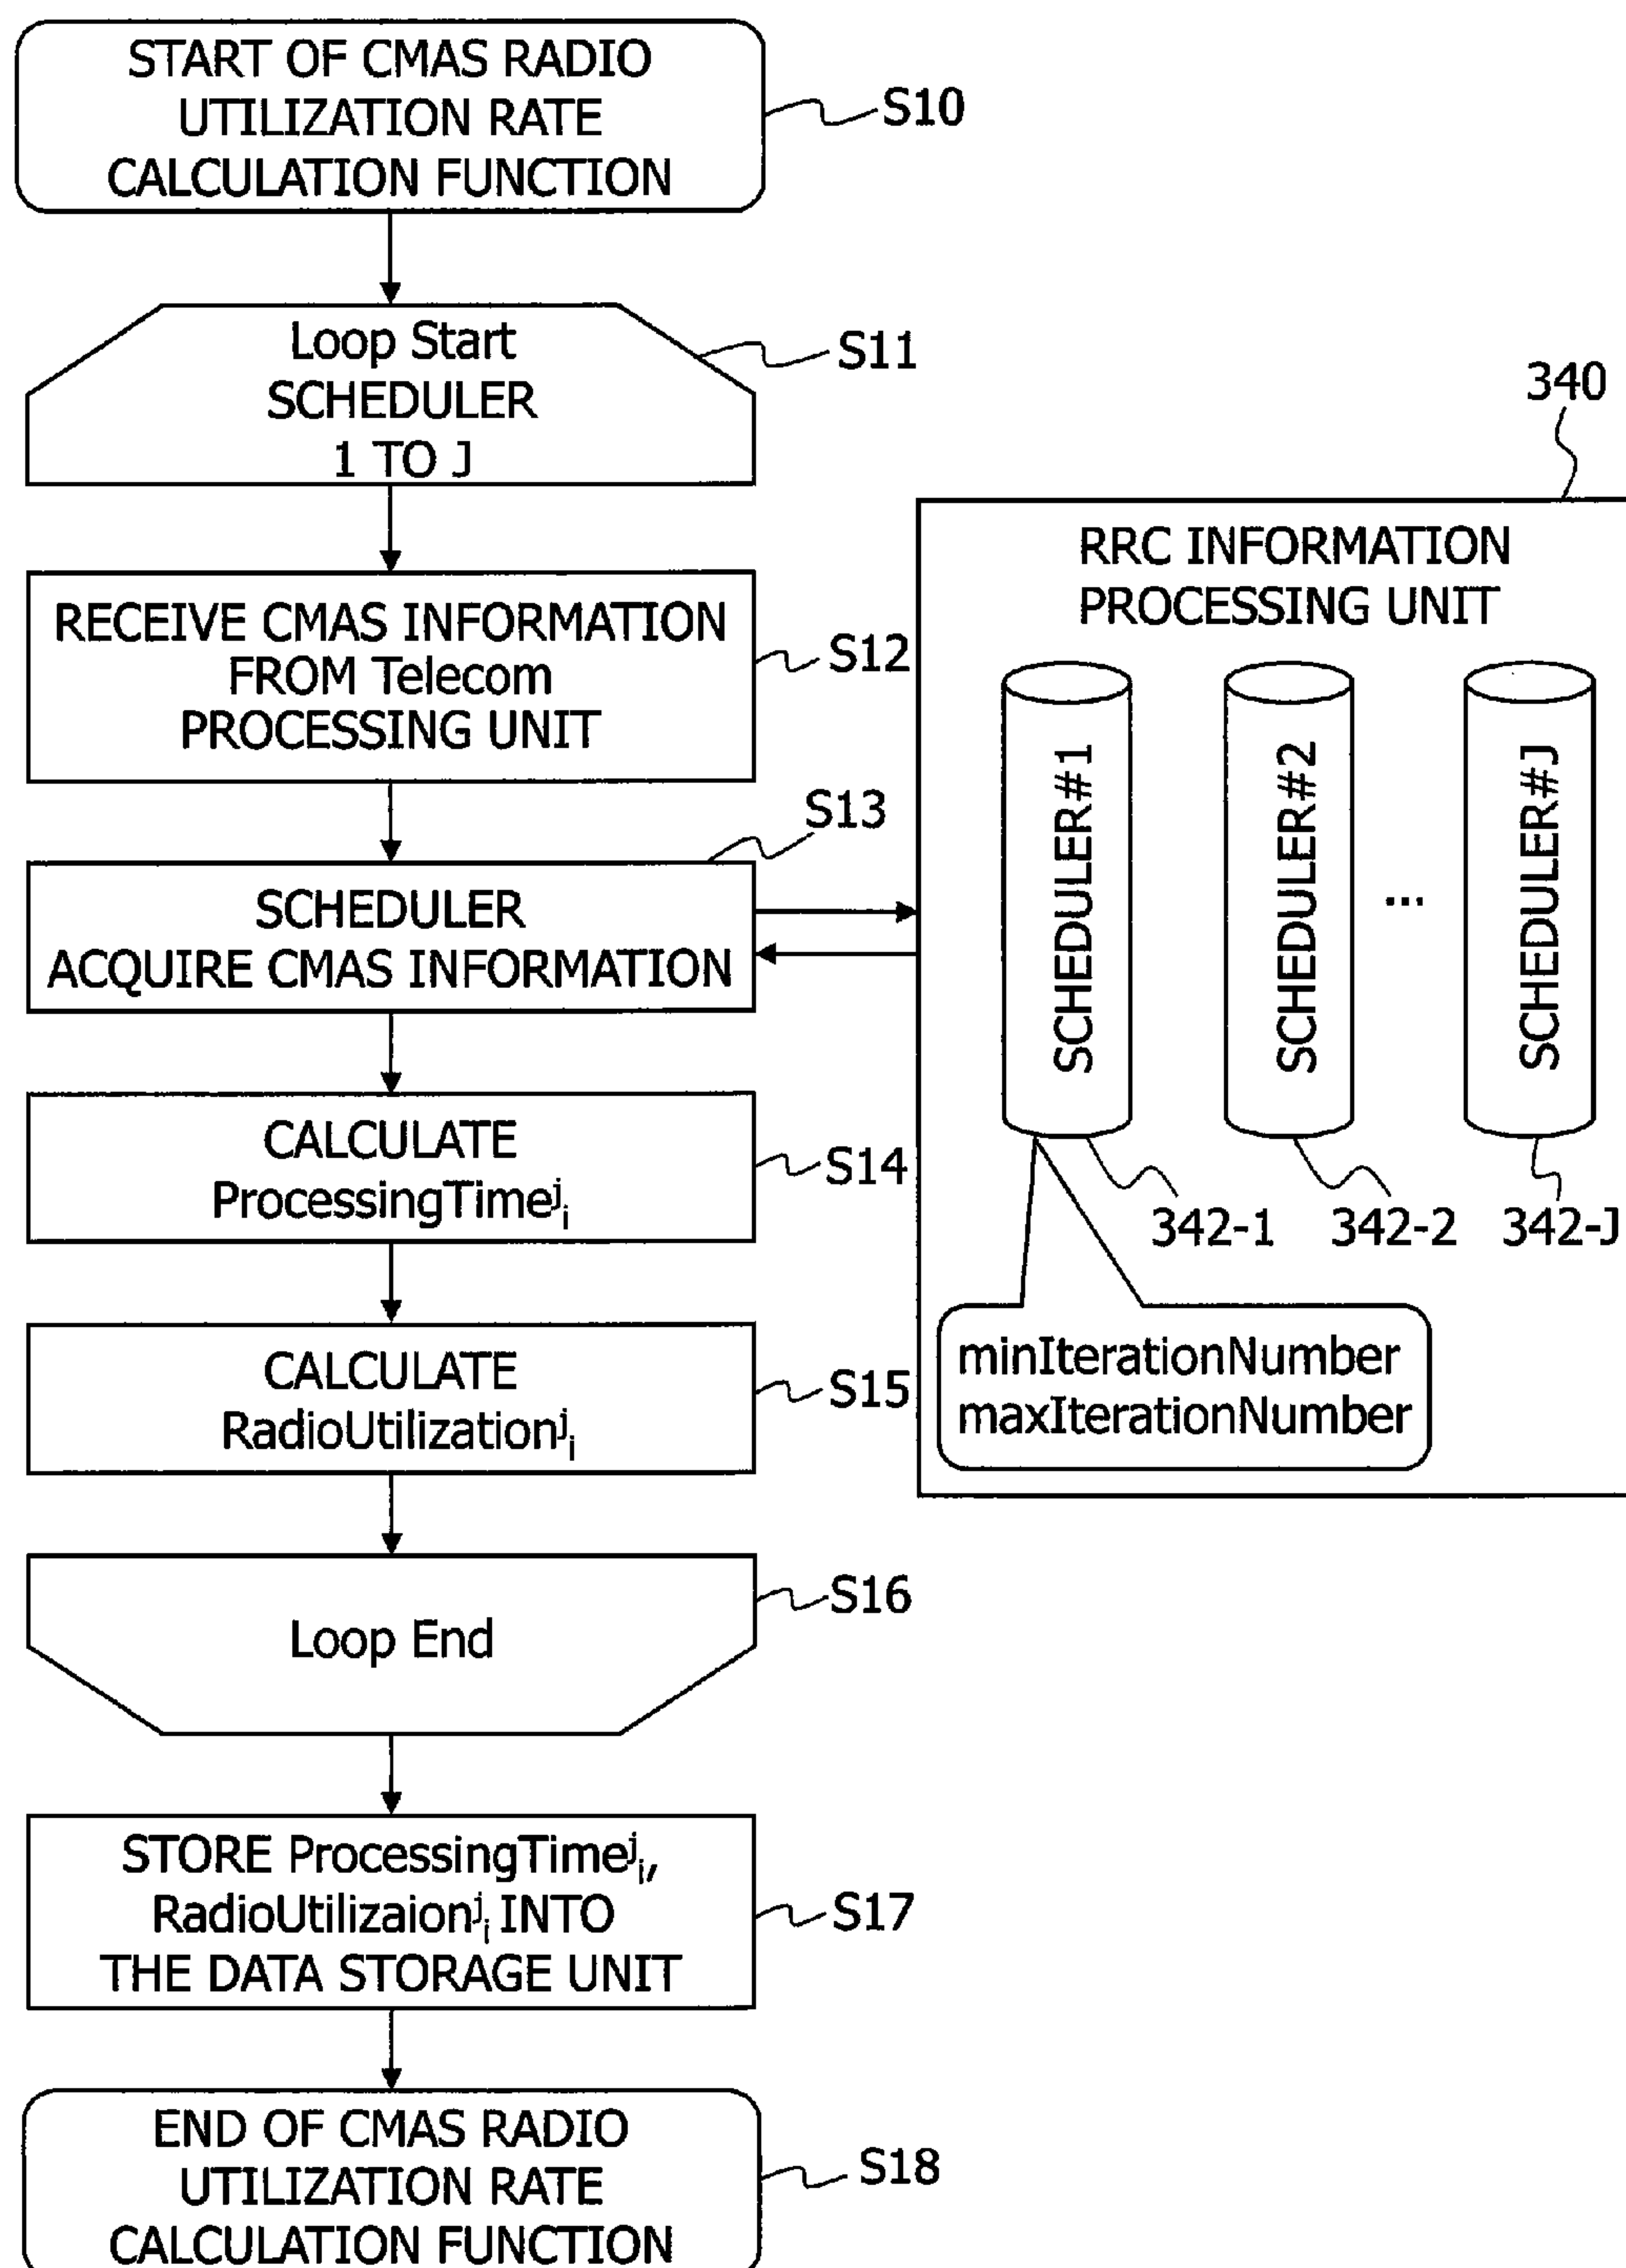 START OF CMAS RADIO
UTILIZATION RATE
CALCULATION FUNCTION
S10
Loop Start
SCHEDULER
1 TO J
S11
RECEIVE CMAS INFORMATION
FROM Telecom
PROCESSING UNIT
S12
SCHEDULER
ACQUIRE CMAS INFORMATION
S13
CALCULATE
ProcessingTimeʲᵢ
S14
CALCULATE
RadioUtilizationʲᵢ
S15
Loop End
S16
STORE ProcessingTimeʲᵢ,
RadioUtilizaionʲᵢ INTO
THE DATA STORAGE UNIT
S17
END OF CMAS RADIO
UTILIZATION RATE
CALCULATION FUNCTION
S18
340
RRC INFORMATION
PROCESSING UNIT
SCHEDULER#1
SCHEDULER#2
...
SCHEDULER#J
342-1
342-2
342-J
minIterationNumber
maxIterationNumber